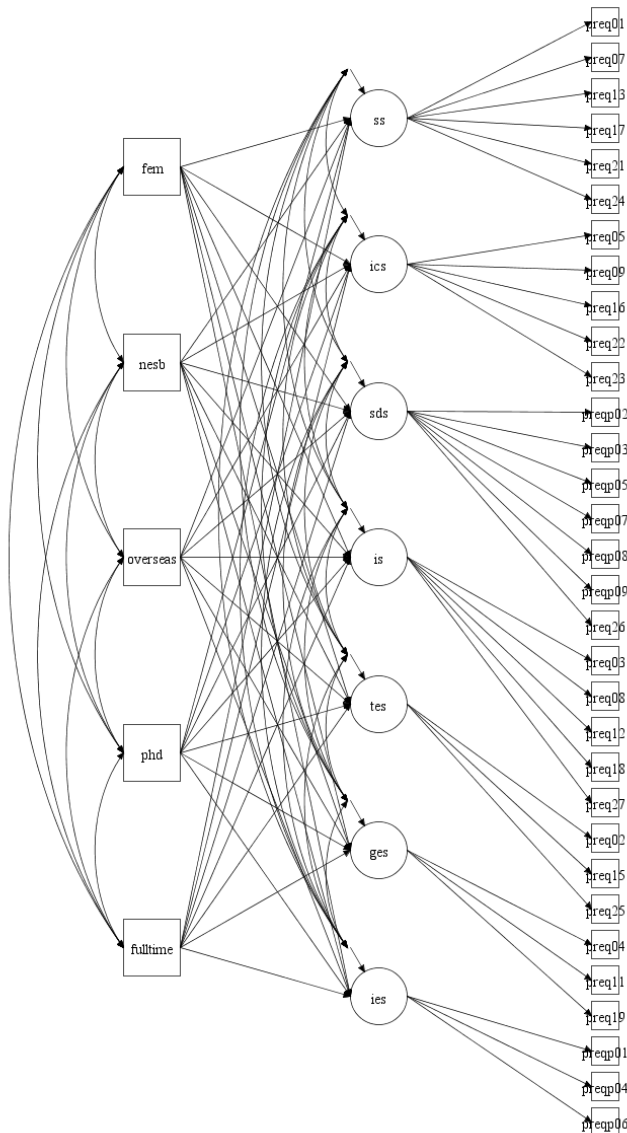 fem
nesb
overseas
phd
fulltime
ss
ics
sds
is
tes
ges
ies
preq01
preq07
preq13
preq17
preq21
preq24
preq05
preq09
preq16
preq22
preq23
preqp02
preqp03
preqp05
preqp07
preqp08
preqp09
preq26
preq03
preq08
preq12
preq18
preq27
preq02
preq15
preq25
preq04
preq11
preq19
preqp01
preqp04
preqp06